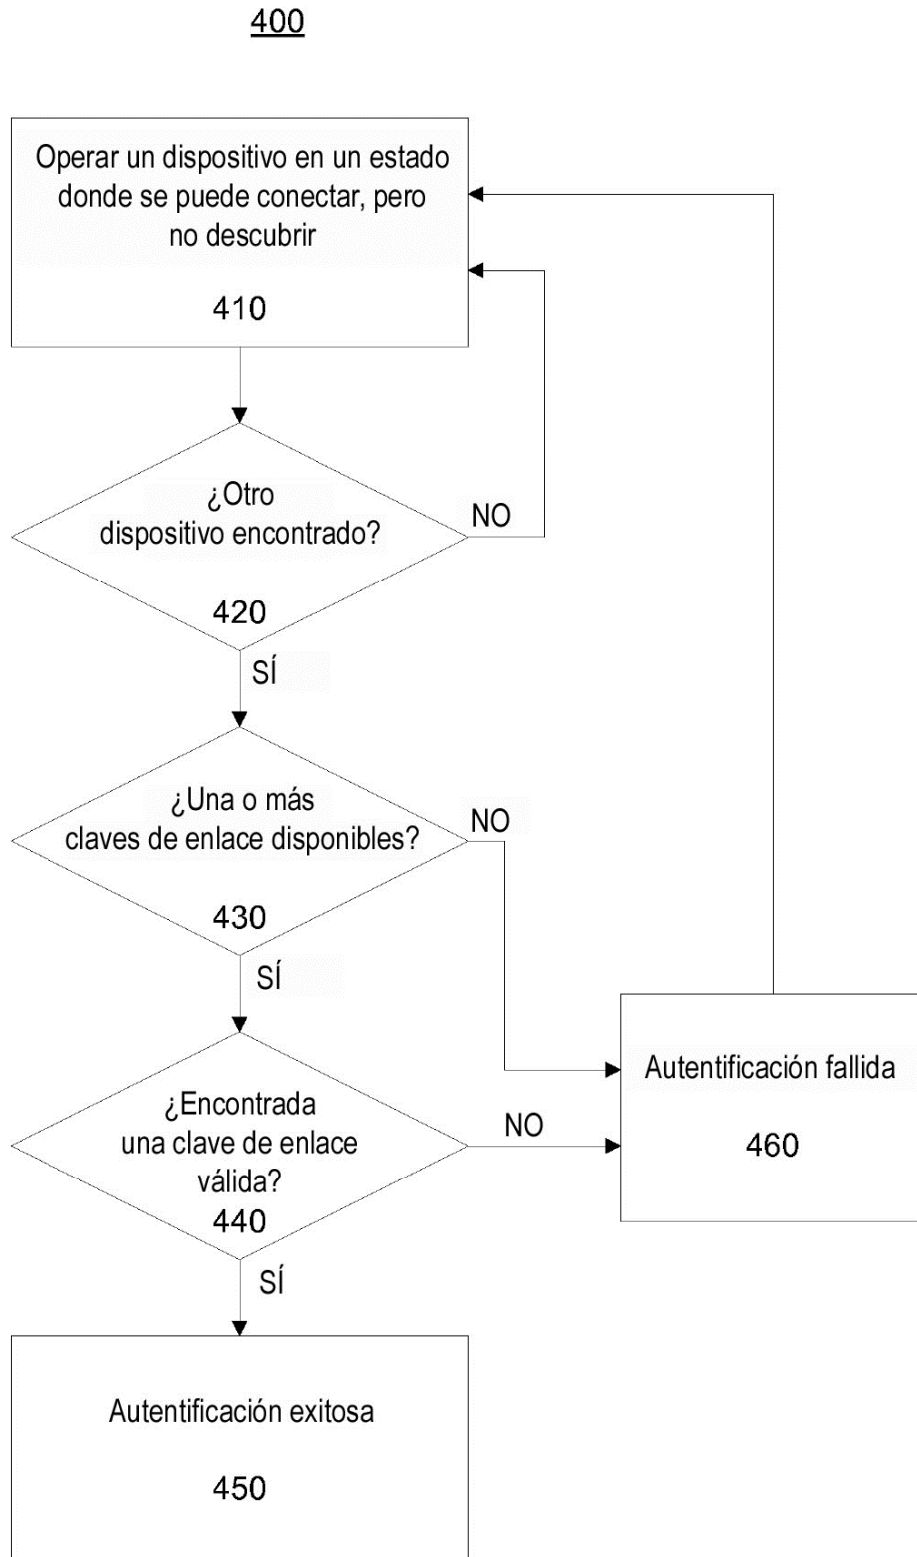 400
Operar un dispositivo en un estado
donde se puede conectar, pero
no descubrir
410
¿Otro
dispositivo encontrado?
NO
420
SÍ
¿Una o más
claves de enlace disponibles?
NO
430
SÍ
¿Encontrada
una clave de enlace
válida?
440
NO
Autentificación fallida
460
SÍ
Autentificación exitosa
450